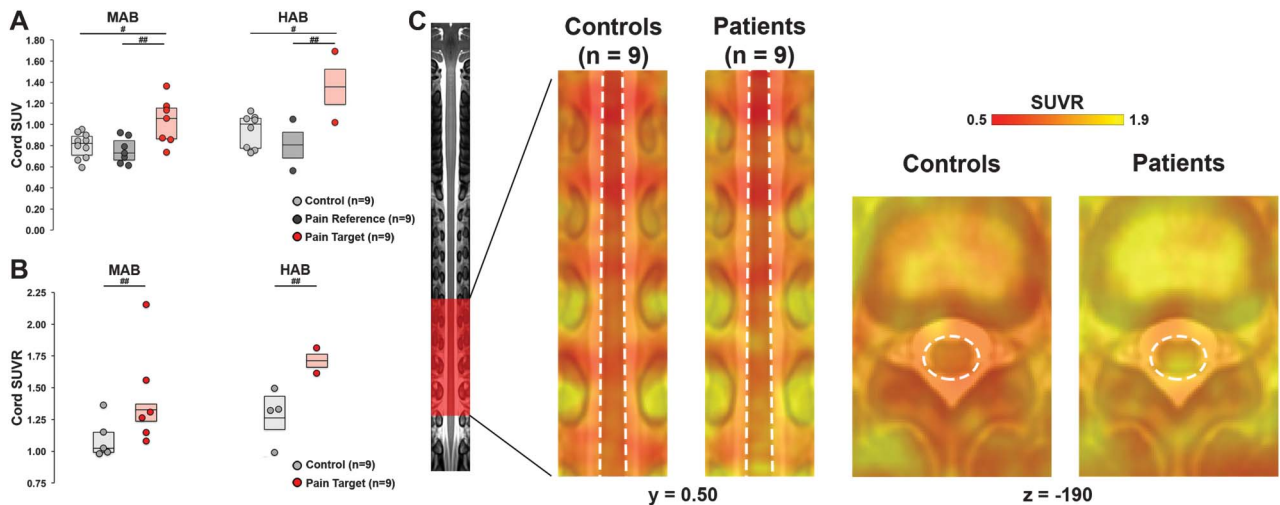 A
MAB
HAB
#
##
#
##
Cord SUV
1.80
1.60
1.40
1.20
1.00
0.80
0.60
0.40
0.20
0.00
Control (n=9)
Pain Reference (n=9)
Pain Target (n=9)
B
MAB
HAB
##
##
Cord SUVR
2.25
2.00
1.75
1.50
1.25
1.00
0.75
Control (n=9)
Pain Target (n=9)
C
Controls
(n = 9)
Patients
(n = 9)
y = 0.50
SUVR
0.5
1.9
Controls
Patients
z = -190